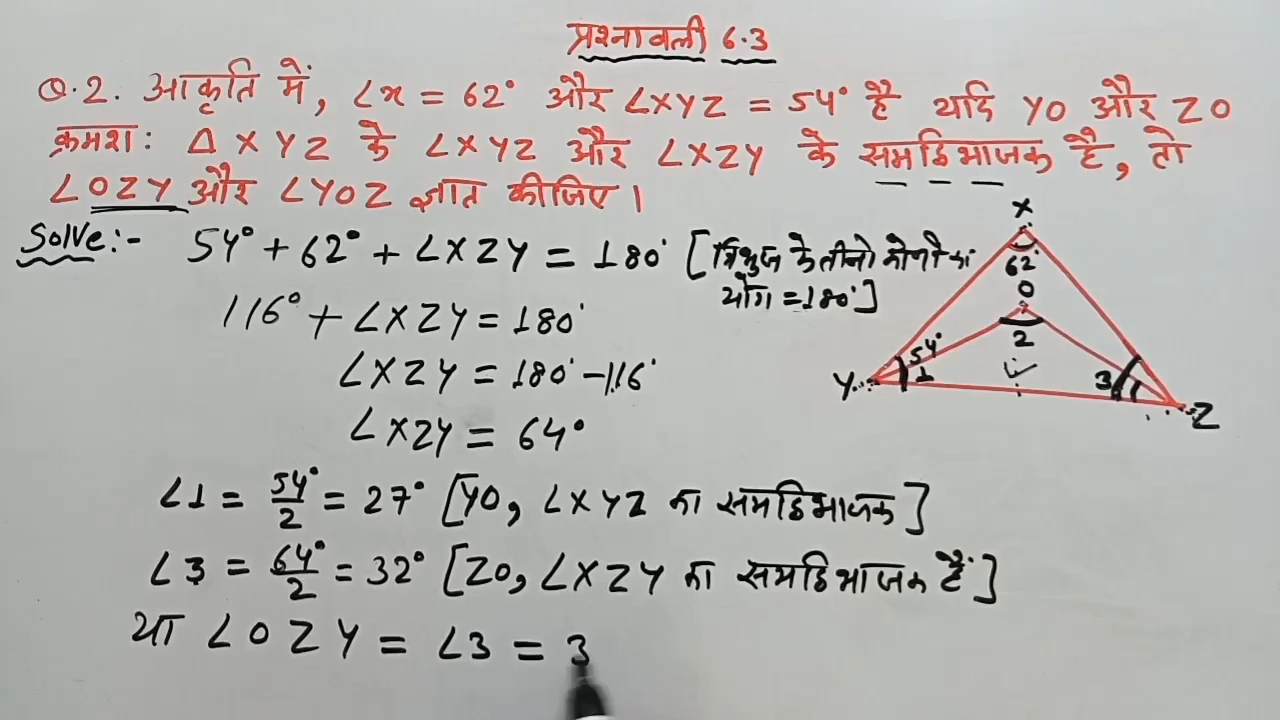 प्रश्नावली 6.3
Q.2. आकृति में, ∠x = 62° और ∠XYZ = 54° है यदि YO और ZO
क्रमश: Δ XYZ के ∠XYZ और ∠XZY के समद्विभाजक है, तो
∠OZY और ∠YOZ ज्ञात कीजिए।
Solve:- 54° + 62° + ∠XZY = 180° [त्रिभुज के तीनो कोणो का
योग = 180°]
116° + ∠XZY = 180°
∠XZY = 180° - 116°
∠XZY = 64°
∠1 = 54°/2 = 27° [YO, ∠XYZ का समद्विभाजक]
∠3 = 64°/2 = 32° [ZO, ∠XZY का समद्विभाजक है]
या ∠OZY = ∠3 = 3
X
62°
O
2
54°
1
Y
3
Z